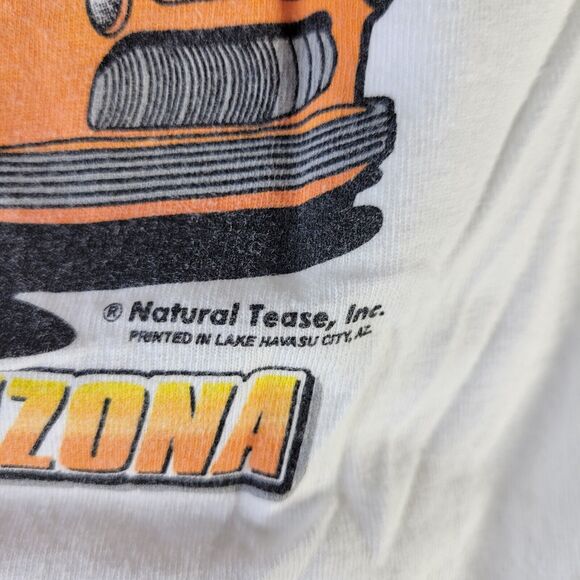 ® Natural Tease, Inc.
PRINTED IN LAKE HAVASU CITY, AZ.
ZONA